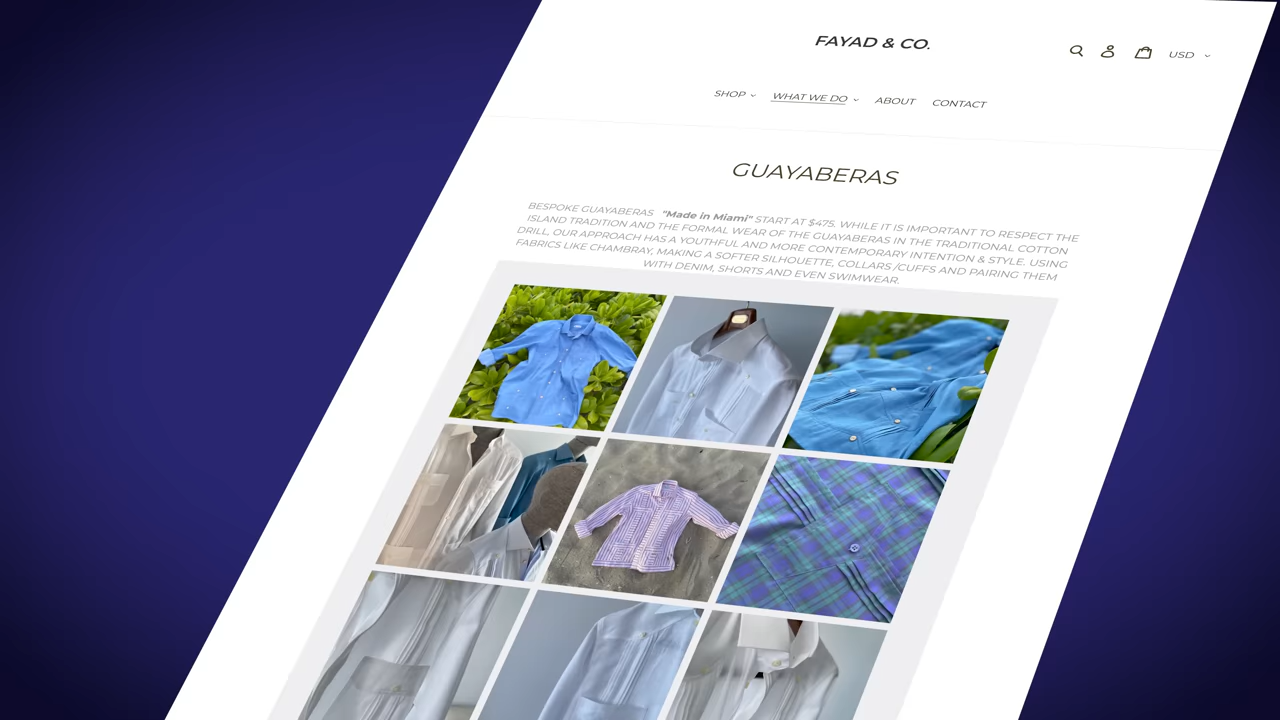 FAYAD & CO.
USD
SHOP WHAT WE DO ABOUT CONTACT
GUAYABERAS
BESPOKE GUAYABERAS "Made in Miami" START AT $475. WHILE IT IS IMPORTANT TO RESPECT THE
ISLAND TRADITION AND THE FORMAL WEAR OF THE GUAYABERAS IN THE TRADITIONAL COTTON
DRILL, OUR APPROACH HAS A YOUTHFUL AND MORE CONTEMPORARY INTENTION & STYLE. USING
FABRICS LIKE CHAMBRAY, MAKING A SOFTER SILHOUETTE, COLLARS /CUFFS AND PAIRING THEM
WITH DENIM, SHORTS AND EVEN SWIMWEAR.